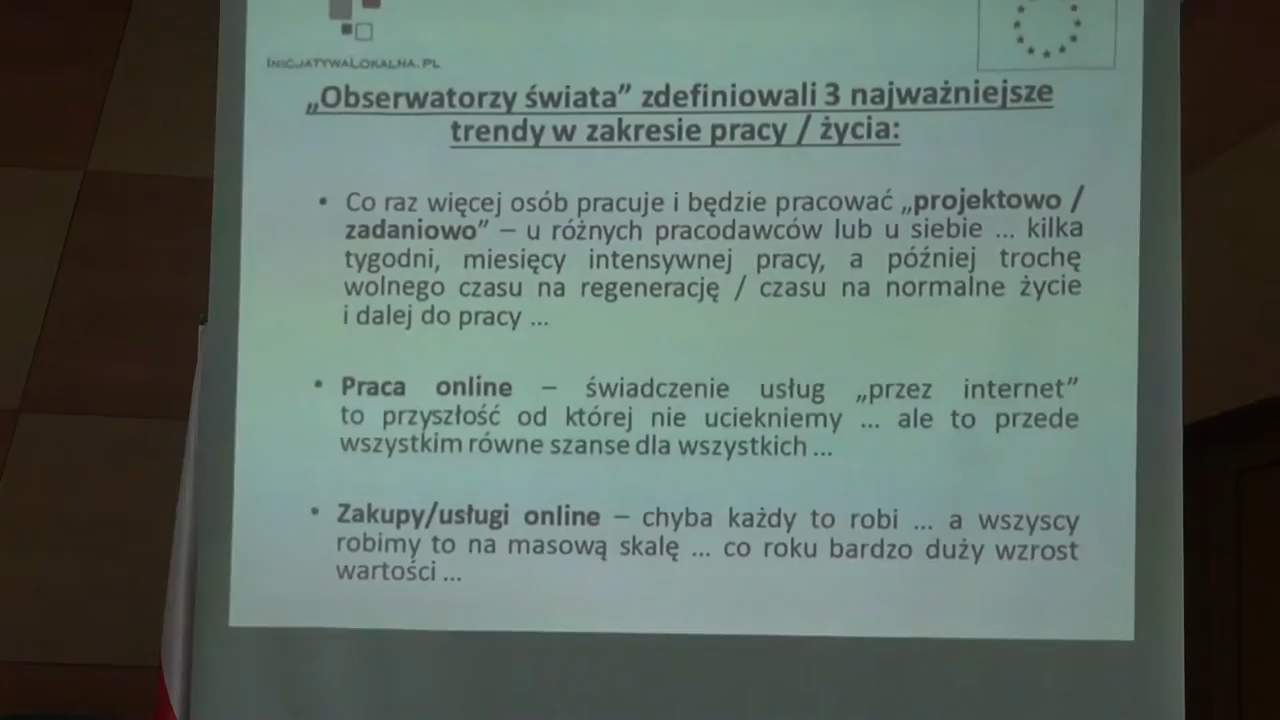 INICJATYWALOKALNA.PL
„Obserwatorzy świata” zdefiniowali 3 najważniejsze
trendy w zakresie pracy / życia:
• Co raz więcej osób pracuje i będzie pracować „projektowo /
zadaniowo” – u różnych pracodawców lub u siebie ... kilka
tygodni, miesięcy intensywnej pracy, a później trochę
wolnego czasu na regenerację / czasu na normalne życie
i dalej do pracy ...
• Praca online – świadczenie usług „przez internet”
to przyszłość od której nie uciekniemy ... ale to przede
wszystkim równe szanse dla wszystkich ...
• Zakupy/usługi online – chyba każdy to robi ... a wszyscy
robimy to na masową skalę ... co roku bardzo duży wzrost
wartości ...